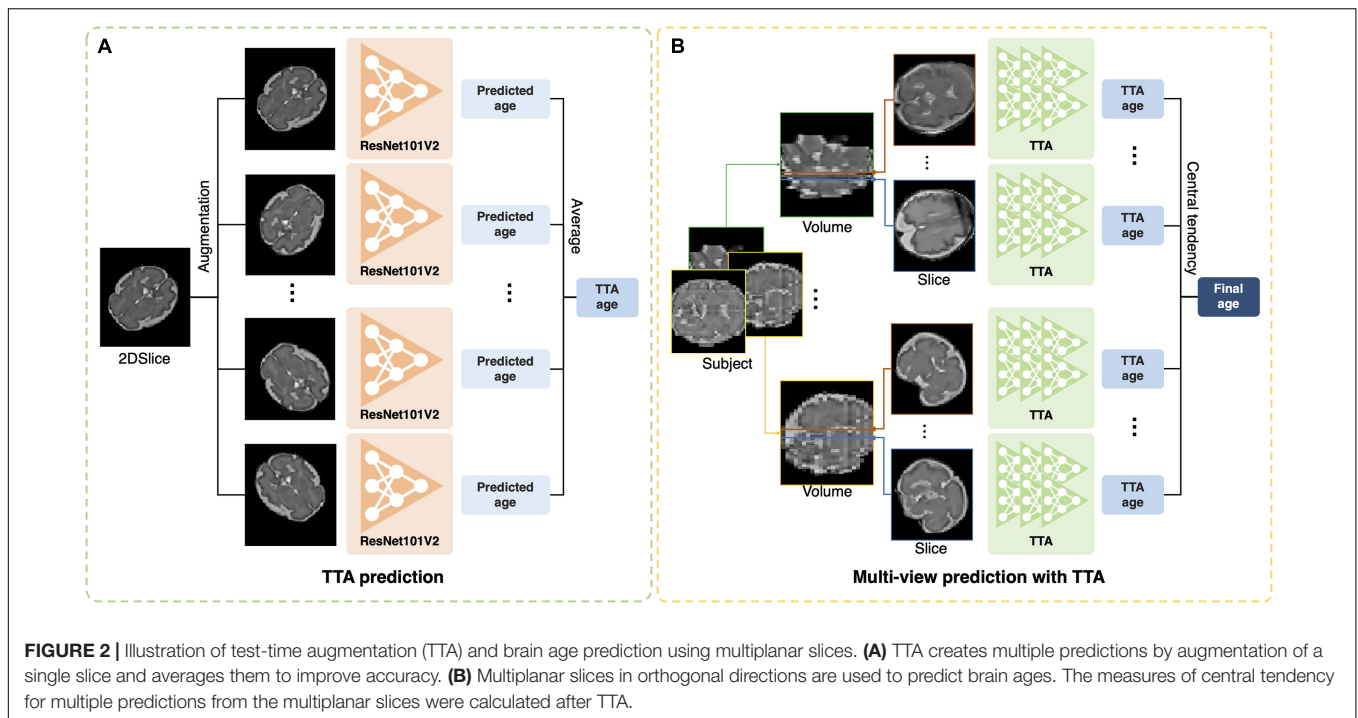 A
Augmentation
2DSlice
ResNet101V2
Predicted
age
ResNet101V2
Predicted
age
ResNet101V2
Predicted
age
ResNet101V2
Predicted
age
Average
TTA
age
TTA prediction
B
Subject
Volume
Slice
TTA
TTA
age
TTA
TTA
age
Volume
Slice
TTA
TTA
age
TTA
TTA
age
Central tendency
Final
age
Multi-view prediction with TTA
FIGURE 2 | Illustration of test-time augmentation (TTA) and brain age prediction using multiplanar slices. (A) TTA creates multiple predictions by augmentation of a
single slice and averages them to improve accuracy. (B) Multiplanar slices in orthogonal directions are used to predict brain ages. The measures of central tendency
for multiple predictions from the multiplanar slices were calculated after TTA.